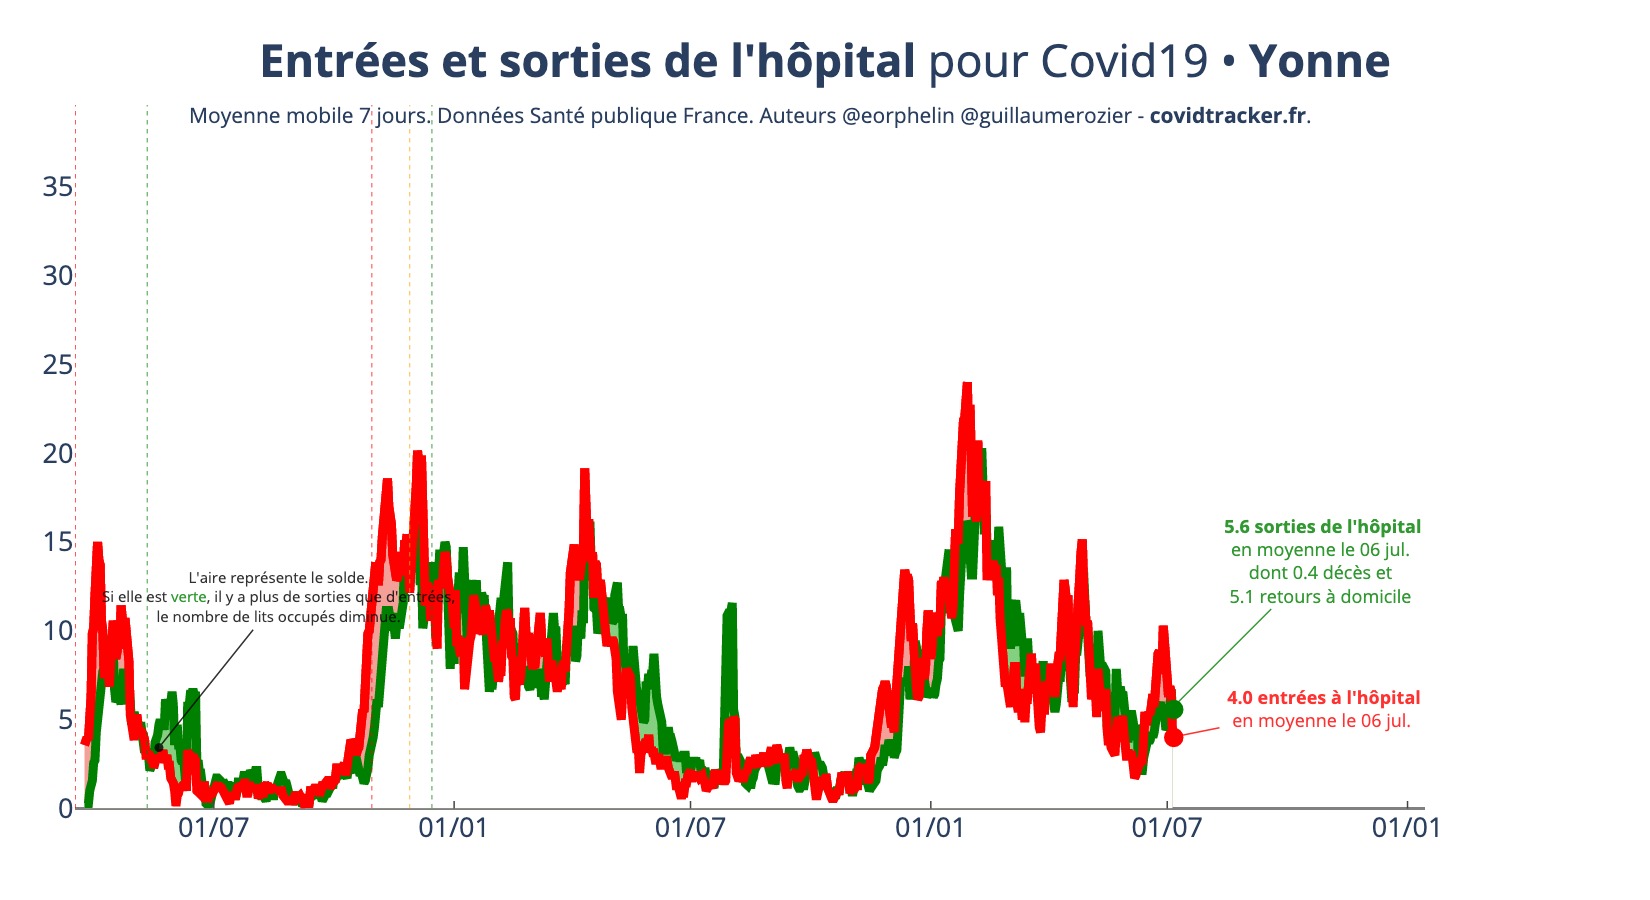 Entrées et sorties de l'hôpital pour Covid19 • Yonne
Moyenne mobile 7 jours. Données Santé publique France. Auteurs @eorphelin @guillaumerozier - covidtracker.fr.
35
30
25
20
15
10
5
0
L'aire représente le solde.
Si elle est verte, il y a plus de sorties que d'entrées,
le nombre de lits occupés diminue.
5.6 sorties de l'hôpital
en moyenne le 06 jul.
dont 0.4 décès et
5.1 retours à domicile
4.0 entrées à l'hôpital
en moyenne le 06 jul.
01/07
01/01
01/07
01/01
01/07
01/01